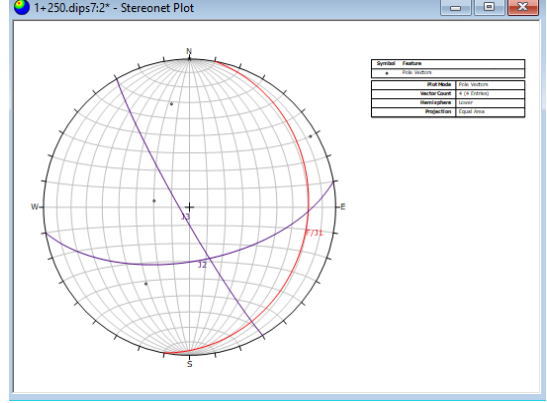 1+250.dips7:2* - Stereonet Plot
N
Symbol Feature
Pole Vectors
Plot Mode Pole Vectors
Vector Count 4 (4 Entries)
Hemisphere Lower
Projection Equal Area
W
E
J3
F/J1
J2
S